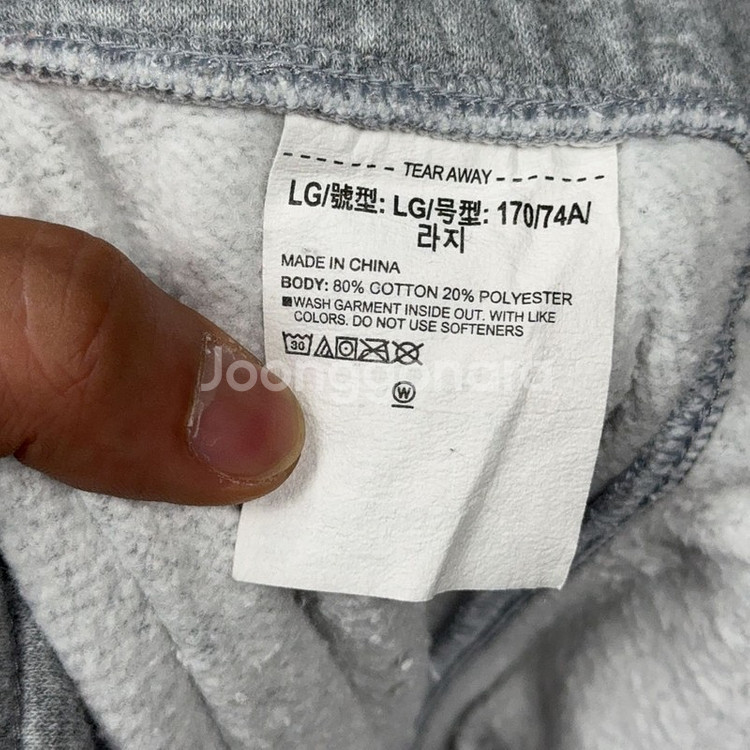 TEAR AWAY
LG/號型: LG/号型: 170/74A/
라지
MADE IN CHINA
BODY: 80% COTTON 20% POLYESTER
WASH GARMENT INSIDE OUT. WITH LIKE
COLORS. DO NOT USE SOFTENERS
30
W
Joonggonara